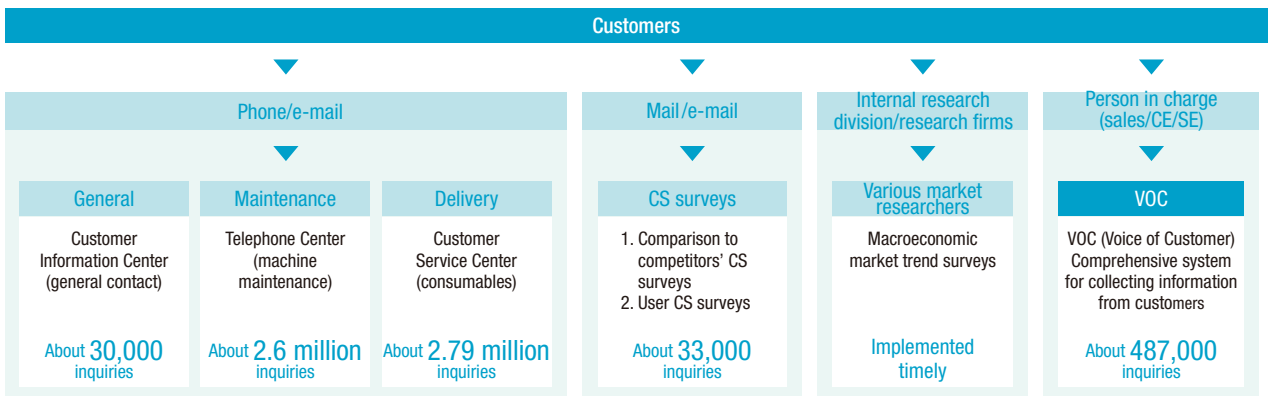 Customers
Phone/e-mail
Mail/e-mail
Internal research
division/research firms
Person in charge
(sales/CE/SE)
General
Customer
Information Center
(general contact)
About 30,000
inquiries
Maintenance
Telephone Center
(machine
maintenance)
About 2.6 million
inquiries
Delivery
Customer
Service Center
(consumables)
About 2.79 million
inquiries
CS surveys
1. Comparison to
competitors' CS
surveys
2. User CS surveys
About 33,000
inquiries
Various market
researchers
Macroeconomic
market trend surveys
Implemented
timely
VOC
VOC (Voice of Customer)
Comprehensive system
for collecting information
from customers
About 487,000
inquiries